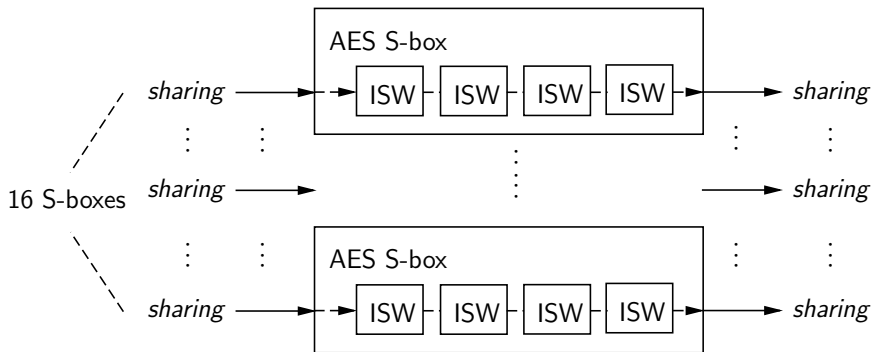 AES S-box
sharing ISW ISW ISW ISW sharing
16 S-boxes sharing sharing
AES S-box
sharing ISW ISW ISW ISW sharing